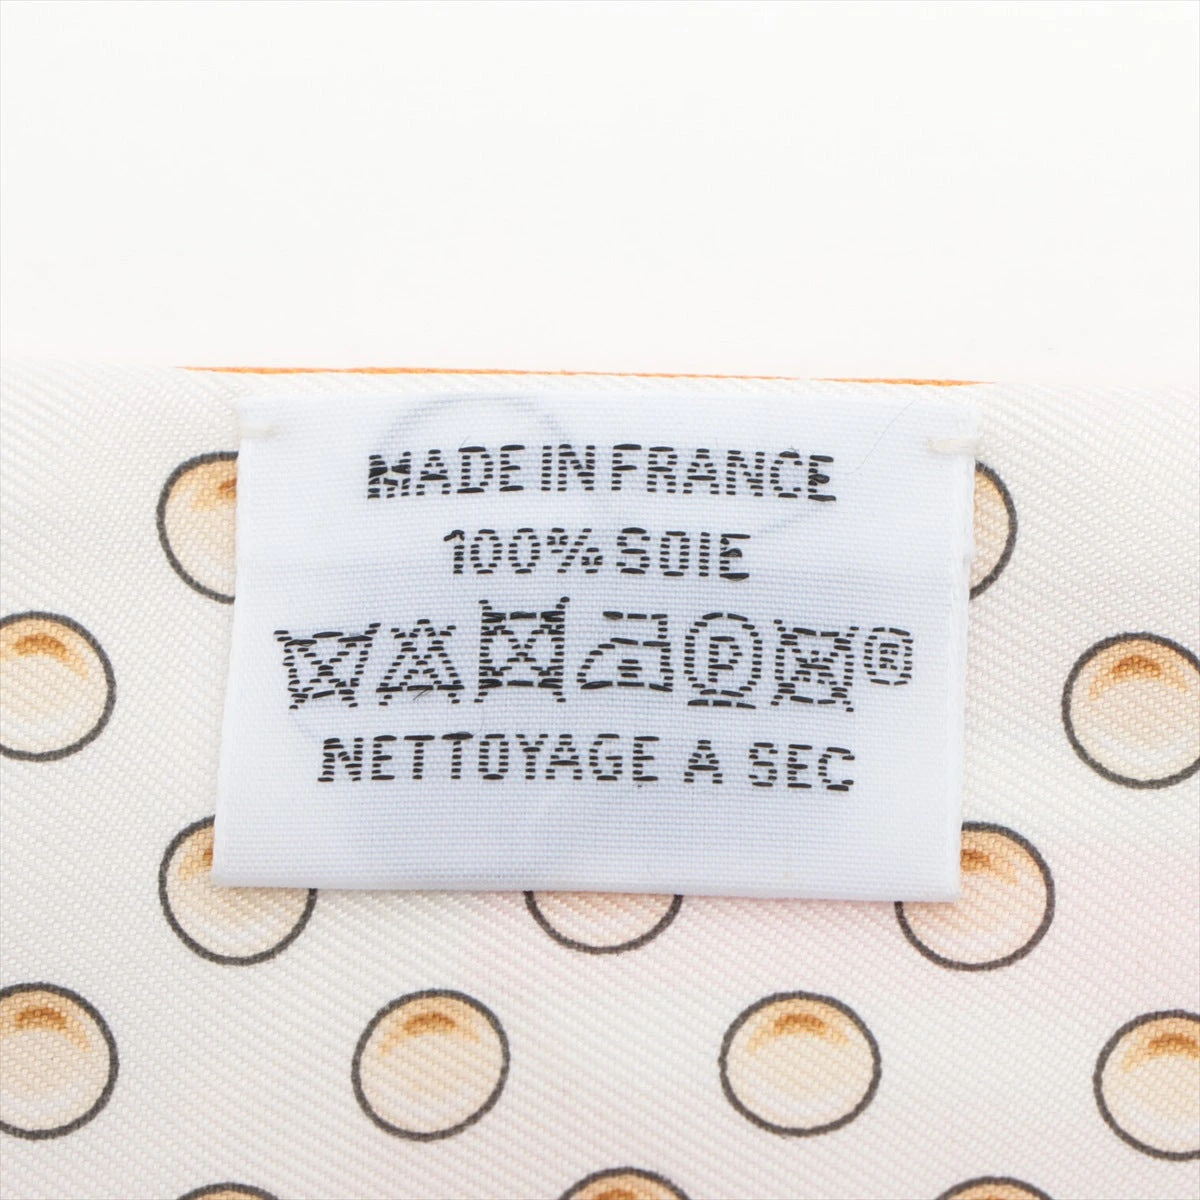 MADE IN FRANCE
100% SOIE
P ®
NETTOYAGE A SEC